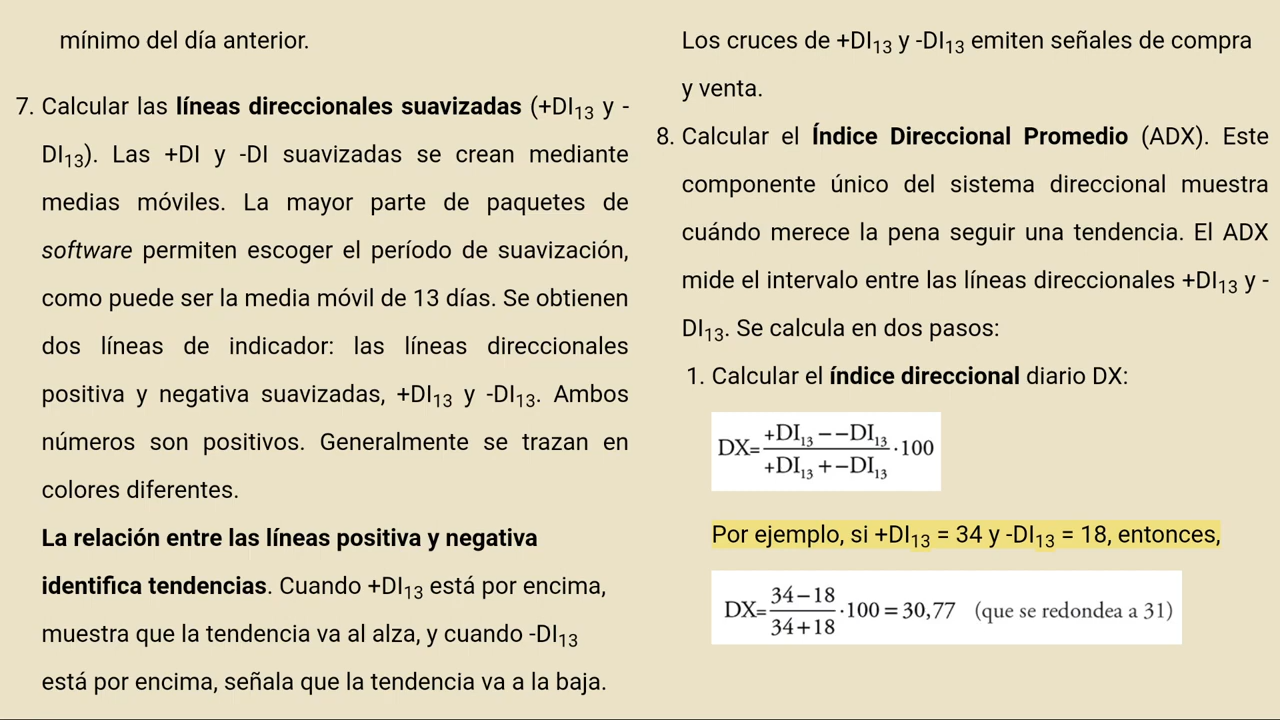 mínimo del día anterior.
7. Calcular las líneas direccionales suavizadas (+DI13 y -
DI13). Las +DI y -DI suavizadas se crean mediante
medias móviles. La mayor parte de paquetes de
software permiten escoger el período de suavización,
como puede ser la media móvil de 13 días. Se obtienen
dos líneas de indicador: las líneas direccionales
positiva y negativa suavizadas, +DI13 y -DI13. Ambos
números son positivos. Generalmente se trazan en
colores diferentes.
La relación entre las líneas positiva y negativa
identifica tendencias. Cuando +DI13 está por encima,
muestra que la tendencia va al alza, y cuando -DI13
está por encima, señala que la tendencia va a la baja.
Los cruces de +DI13 y -DI13 emiten señales de compra
y venta.
8. Calcular el Índice Direccional Promedio (ADX). Este
componente único del sistema direccional muestra
cuándo merece la pena seguir una tendencia. El ADX
mide el intervalo entre las líneas direccionales +DI13 y -
DI13. Se calcula en dos pasos:
1. Calcular el índice direccional diario DX:
+DI13 − −DI13
DX= ·100
+DI13 + −DI13
Por ejemplo, si +DI13 = 34 y -DI13 = 18, entonces,
34−18
DX= ·100 = 30,77 (que se redondea a 31)
34+18